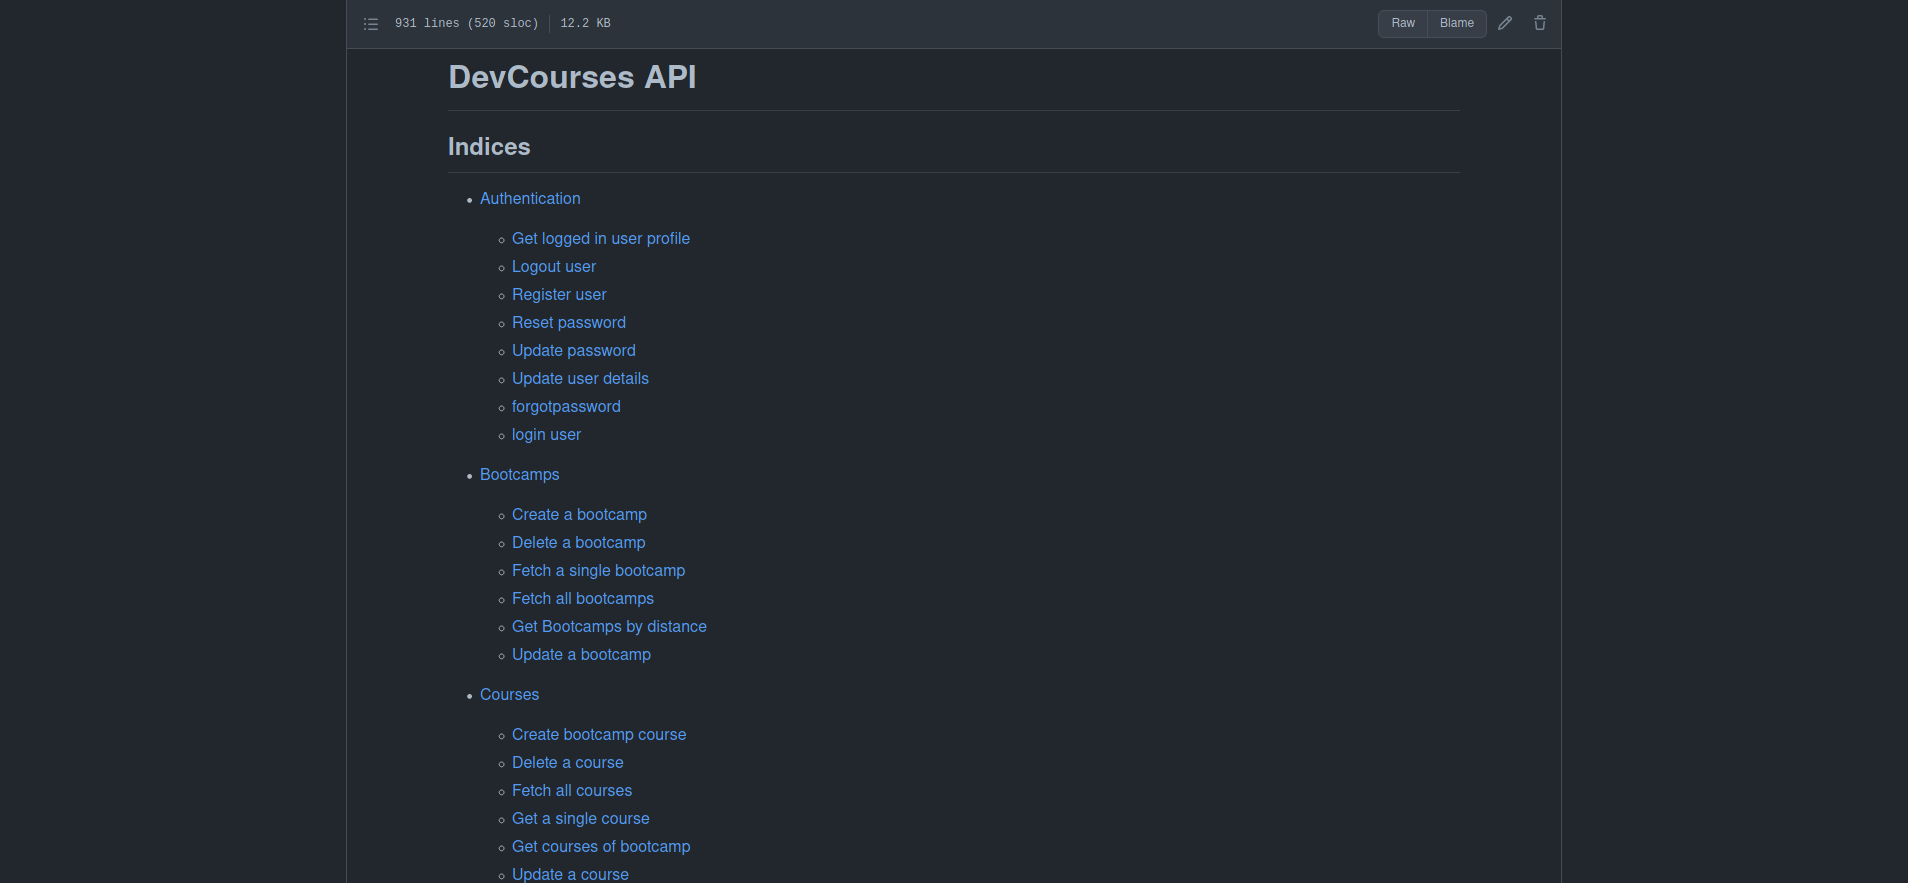 931 lines (520 sloc) 12.2 KB Raw Blame
DevCourses API
Indices
Authentication
Get logged in user profile
Logout user
Register user
Reset password
Update password
Update user details
forgotpassword
login user
Bootcamps
Create a bootcamp
Delete a bootcamp
Fetch a single bootcamp
Fetch all bootcamps
Get Bootcamps by distance
Update a bootcamp
Courses
Create bootcamp course
Delete a course
Fetch all courses
Get a single course
Get courses of bootcamp
Update a course